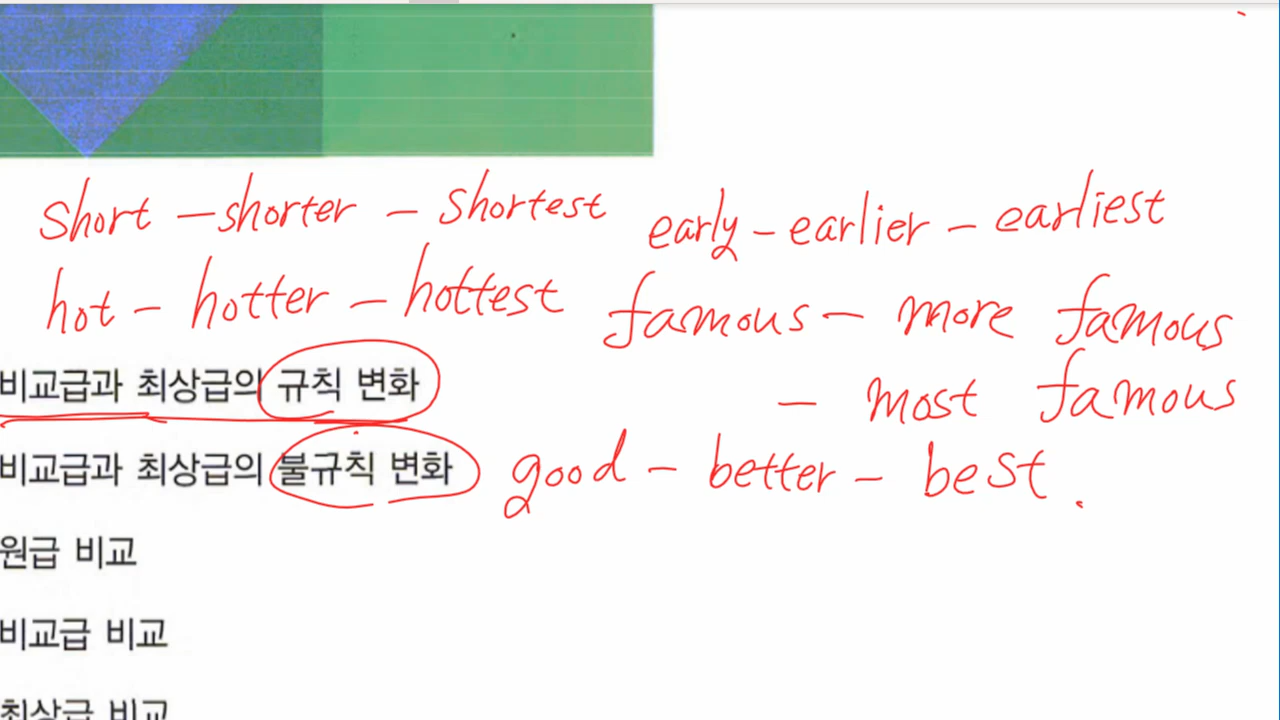 short - shorter - shortest
early - earlier - earliest
hot - hotter - hottest
famous - more famous
- most famous
비교급과 최상급의 규칙 변화
비교급과 최상급의 불규칙 변화
good - better - best.
원급 비교
비교급 비교
최상급 비교